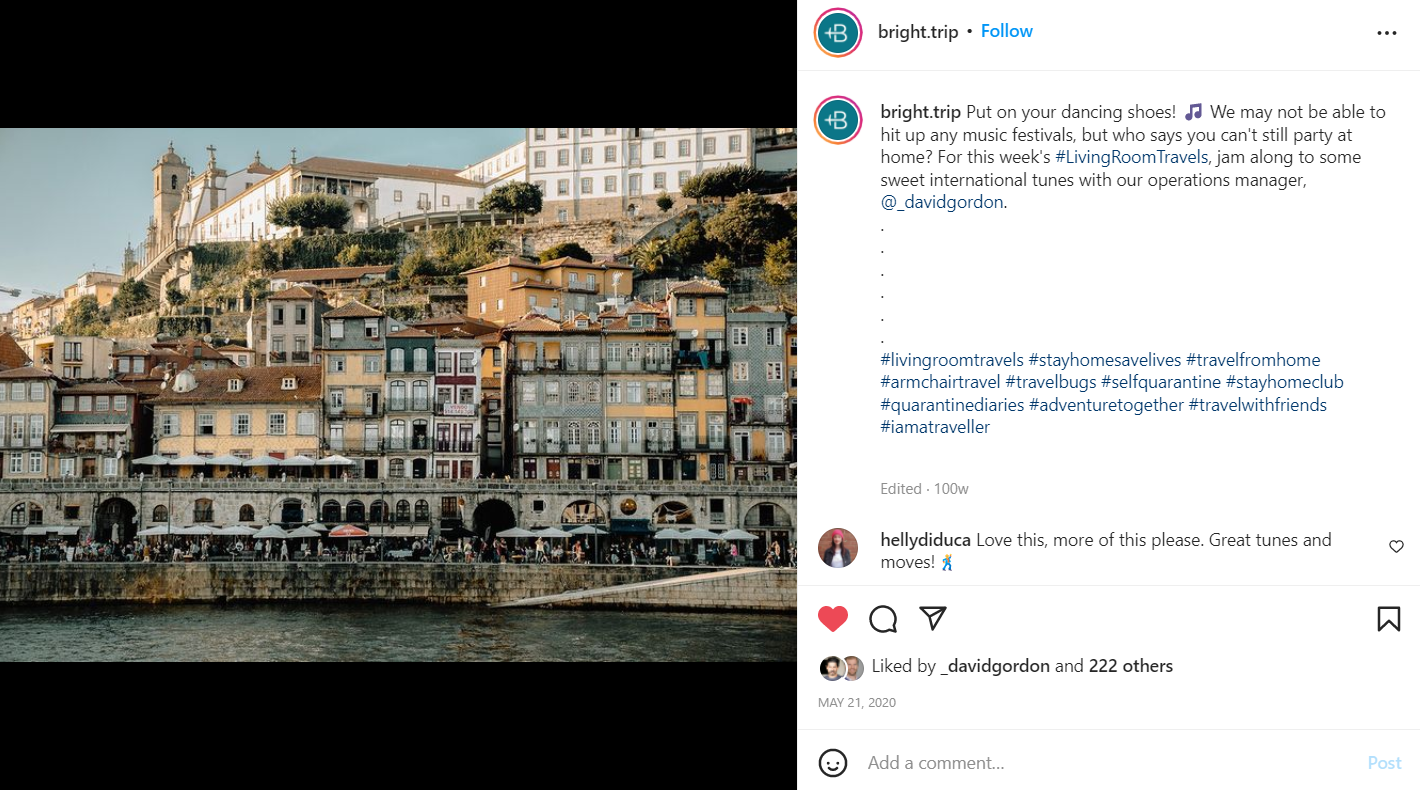 bright.trip • Follow
bright.trip Put on your dancing shoes! 🎵 We may not be able to
hit up any music festivals, but who says you can't still party at
home? For this week's #LivingRoomTravels, jam along to some
sweet international tunes with our operations manager,
@_davidgordon.
.
.
.
.
.
.
#livingroomtravels #stayhomesavelives #travelfromhome
#armchairtravel #travelbugs #selfquarantine #stayhomeclub
#quarantinediaries #adventuretogether #travelwithfriends
#iamatraveller
Edited · 100w
hellydiduca Love this, more of this please. Great tunes and
moves! 🕺
Liked by _davidgordon and 222 others
MAY 21, 2020
Add a comment...
Post